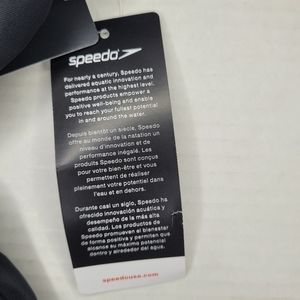 speedo
For nearly a century, Speedo has
delivered aquatic innovation and
performance at the highest level.
Speedo products empower a
positive well-being and enable
you to reach your fullest potential
in and around the water.
Depuis bientôt un siècle, Speedo
offre au monde de la natation un
niveau d'innovation et de
performance inégalé. Les
produits Speedo sont conçus
pour votre bien-être et vous
permettent de réaliser
pleinement votre potentiel dans
l'eau et en dehors.
Durante casi un siglo, Speedo ha
ofrecido innovación acuática y
desempeño de la más alta
calidad. Los productos de
Speedo promueven el bienestar
de forma positiva y permiten que
alcance su máximo potencial
dentro y alrededor del agua.
speedousa.com